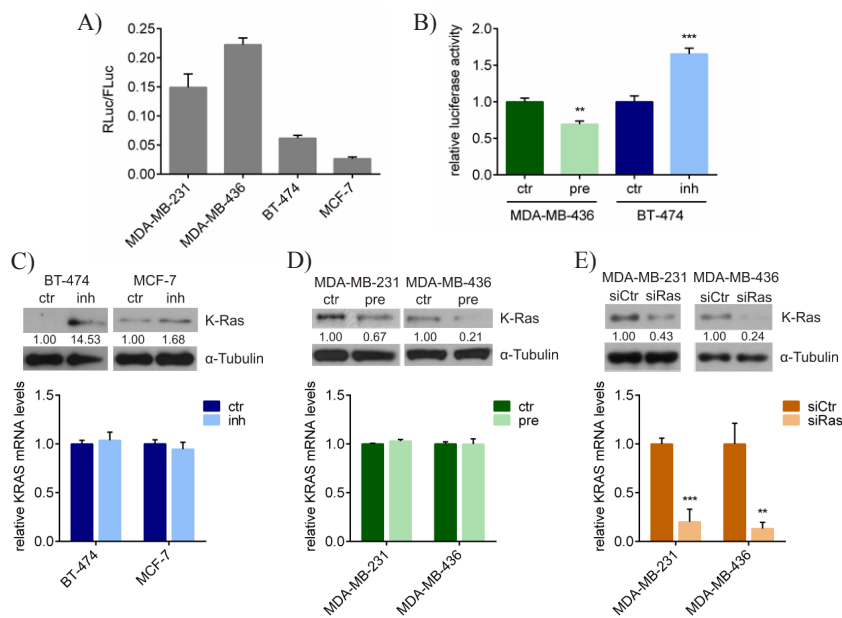 A)
RLuc/FLuc
0.25
0.20
0.15
0.10
0.05
0.00
MDA-MB-231
MDA-MB-436
BT-474
MCF-7
B)
relative luciferase activity
2.0
1.5
1.0
0.5
0.0
**
***
ctr pre ctr inh
MDA-MB-436 BT-474
C)
BT-474 MCF-7
ctr inh ctr inh
K-Ras
1.00 14.53 1.00 1.68
α-Tubulin
relative KRAS mRNA levels
1.5
1.0
0.5
0.0
ctr
inh
BT-474
MCF-7
D)
MDA-MB-231 MDA-MB-436
ctr pre ctr pre
K-Ras
1.00 0.67 1.00 0.21
α-Tubulin
relative KRAS mRNA levels
1.5
1.0
0.5
0.0
ctr
pre
MDA-MB-231
MDA-MB-436
E)
MDA-MB-231 MDA-MB-436
siCtr siRas siCtr siRas
K-Ras
1.00 0.43 1.00 0.24
α-Tubulin
relative KRAS mRNA levels
1.5
1.0
0.5
0.0
siCtr
siRas
***
**
MDA-MB-231
MDA-MB-436